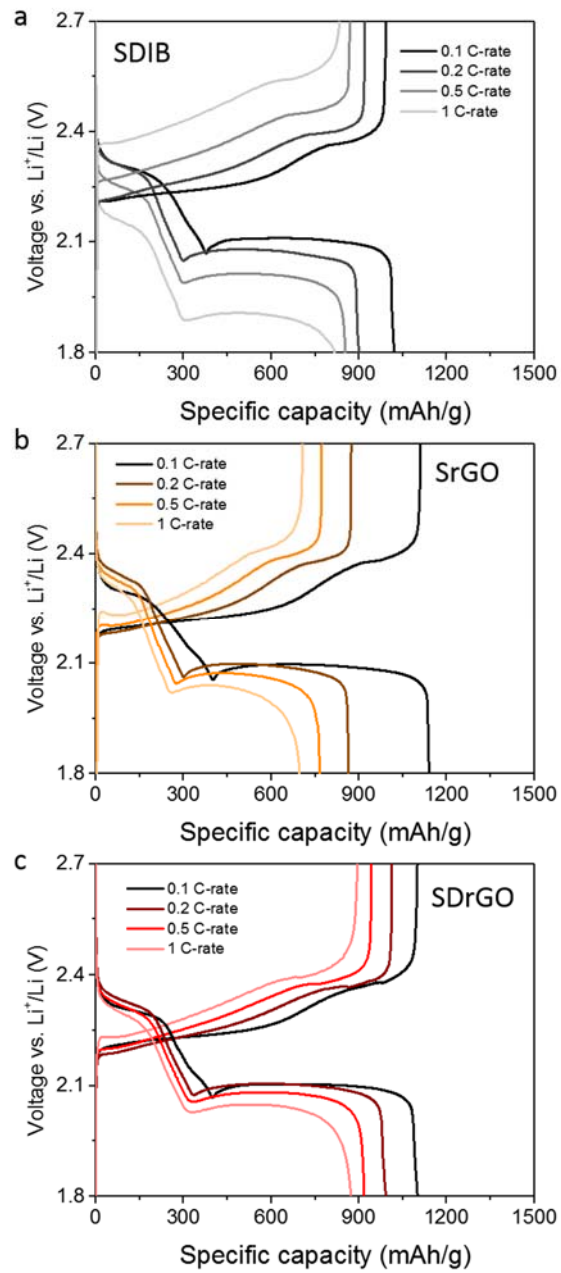 a
SDIB
0.1 C-rate
0.2 C-rate
0.5 C-rate
1 C-rate
2.7
2.4
2.1
1.8
Voltage vs. Li⁺/Li (V)
0 300 600 900 1200 1500
Specific capacity (mAh/g)
b
SrGO
0.1 C-rate
0.2 C-rate
0.5 C-rate
1 C-rate
2.7
2.4
2.1
1.8
Voltage vs. Li⁺/Li (V)
0 300 600 900 1200 1500
Specific capacity (mAh/g)
c
SDrGO
0.1 C-rate
0.2 C-rate
0.5 C-rate
1 C-rate
2.7
2.4
2.1
1.8
Voltage vs. Li⁺/Li (V)
0 300 600 900 1200 1500
Specific capacity (mAh/g)